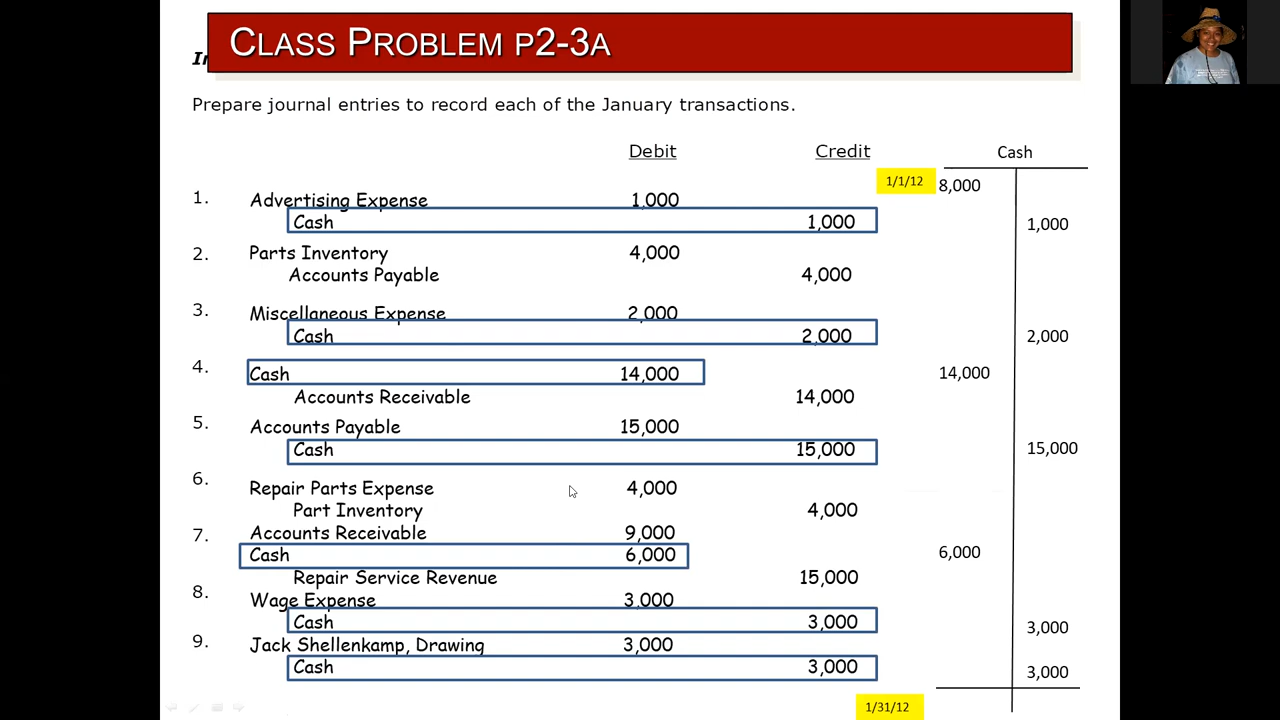 CLASS PROBLEM P2-3A
Prepare journal entries to record each of the January transactions.
Debit Credit Cash
1/1/12 8,000
1. Advertising Expense 1,000
Cash 1,000 1,000
2. Parts Inventory 4,000
Accounts Payable 4,000
3. Miscellaneous Expense 2,000
Cash 2,000 2,000
4. Cash 14,000 14,000
Accounts Receivable 14,000
5. Accounts Payable 15,000
Cash 15,000 15,000
6. Repair Parts Expense 4,000
Part Inventory 4,000
7. Accounts Receivable 9,000
Cash 6,000 6,000
Repair Service Revenue 15,000
8. Wage Expense 3,000
Cash 3,000 3,000
9. Jack Shellenkamp, Drawing 3,000
Cash 3,000 3,000
1/31/12